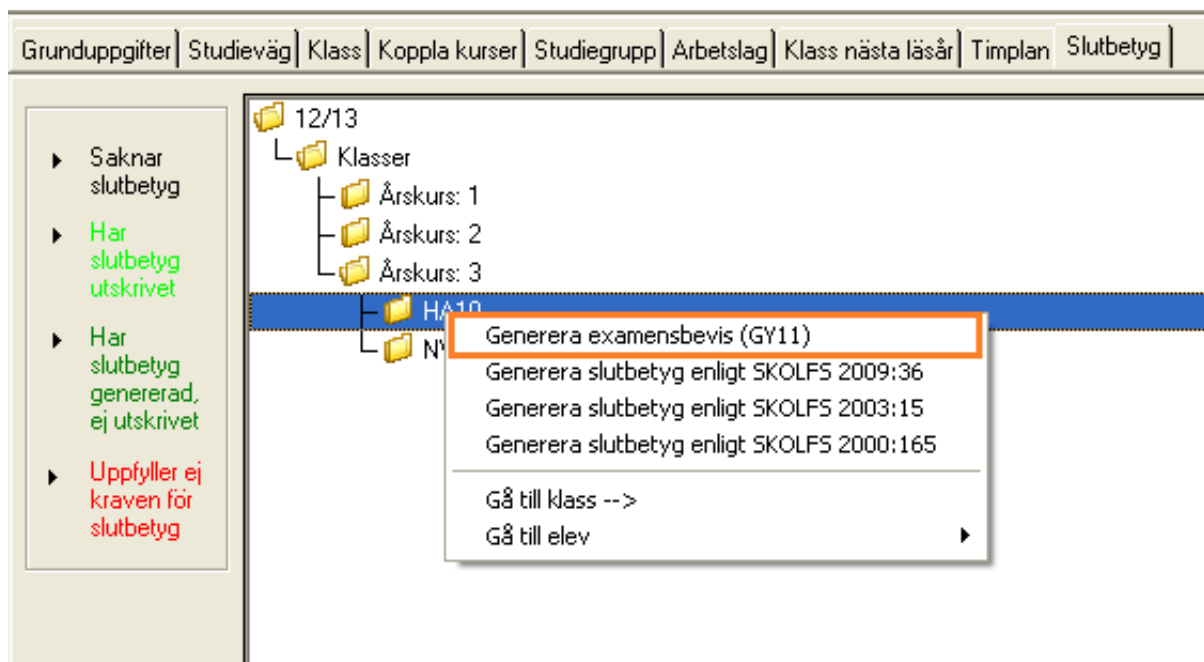 Grunduppgifter Studieväg Klass Koppla kurser Studiegrupp Arbetslag Klass nästa läsår Timplan Slutbetyg
Saknar
slutbetyg
Har
slutbetyg
utskrivet
Har
slutbetyg
genererad,
ej utskrivet
Uppfyller ej
kraven för
slutbetyg
12/13
Klasser
Årskurs: 1
Årskurs: 2
Årskurs: 3
HA10
Generera examensbevis (GY11)
Generera slutbetyg enligt SKOLFS 2009:36
Generera slutbetyg enligt SKOLFS 2003:15
Generera slutbetyg enligt SKOLFS 2000:165
Gå till klass -->
Gå till elev